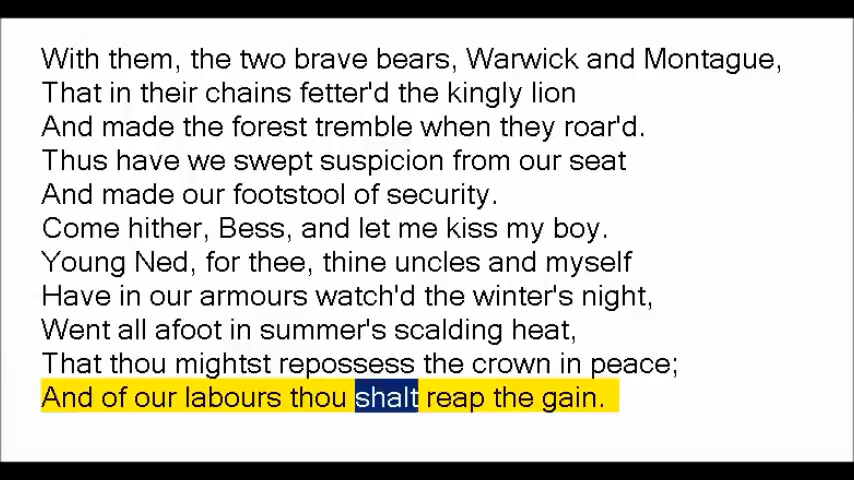 With them, the two brave bears, Warwick and Montague,
That in their chains fetter'd the kingly lion
And made the forest tremble when they roar'd.
Thus have we swept suspicion from our seat
And made our footstool of security.
Come hither, Bess, and let me kiss my boy.
Young Ned, for thee, thine uncles and myself
Have in our armours watch'd the winter's night,
Went all afoot in summer's scalding heat,
That thou mightst repossess the crown in peace;
And of our labours thou shalt reap the gain.